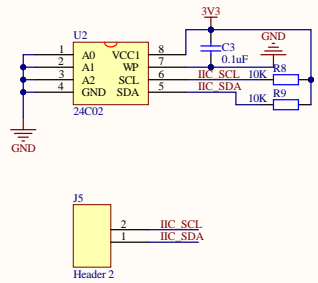 3V3
U2
GND
1 A0 VCC1 8
C3
2 A1 WP 7
0.1uF
3 A2 SCL 6 IIC_SCL 10K R8
4 GND SDA 5 IIC_SDA
24C02
10K R9
GND
J5
2 IIC_SCL
1 IIC_SDA
Header 2